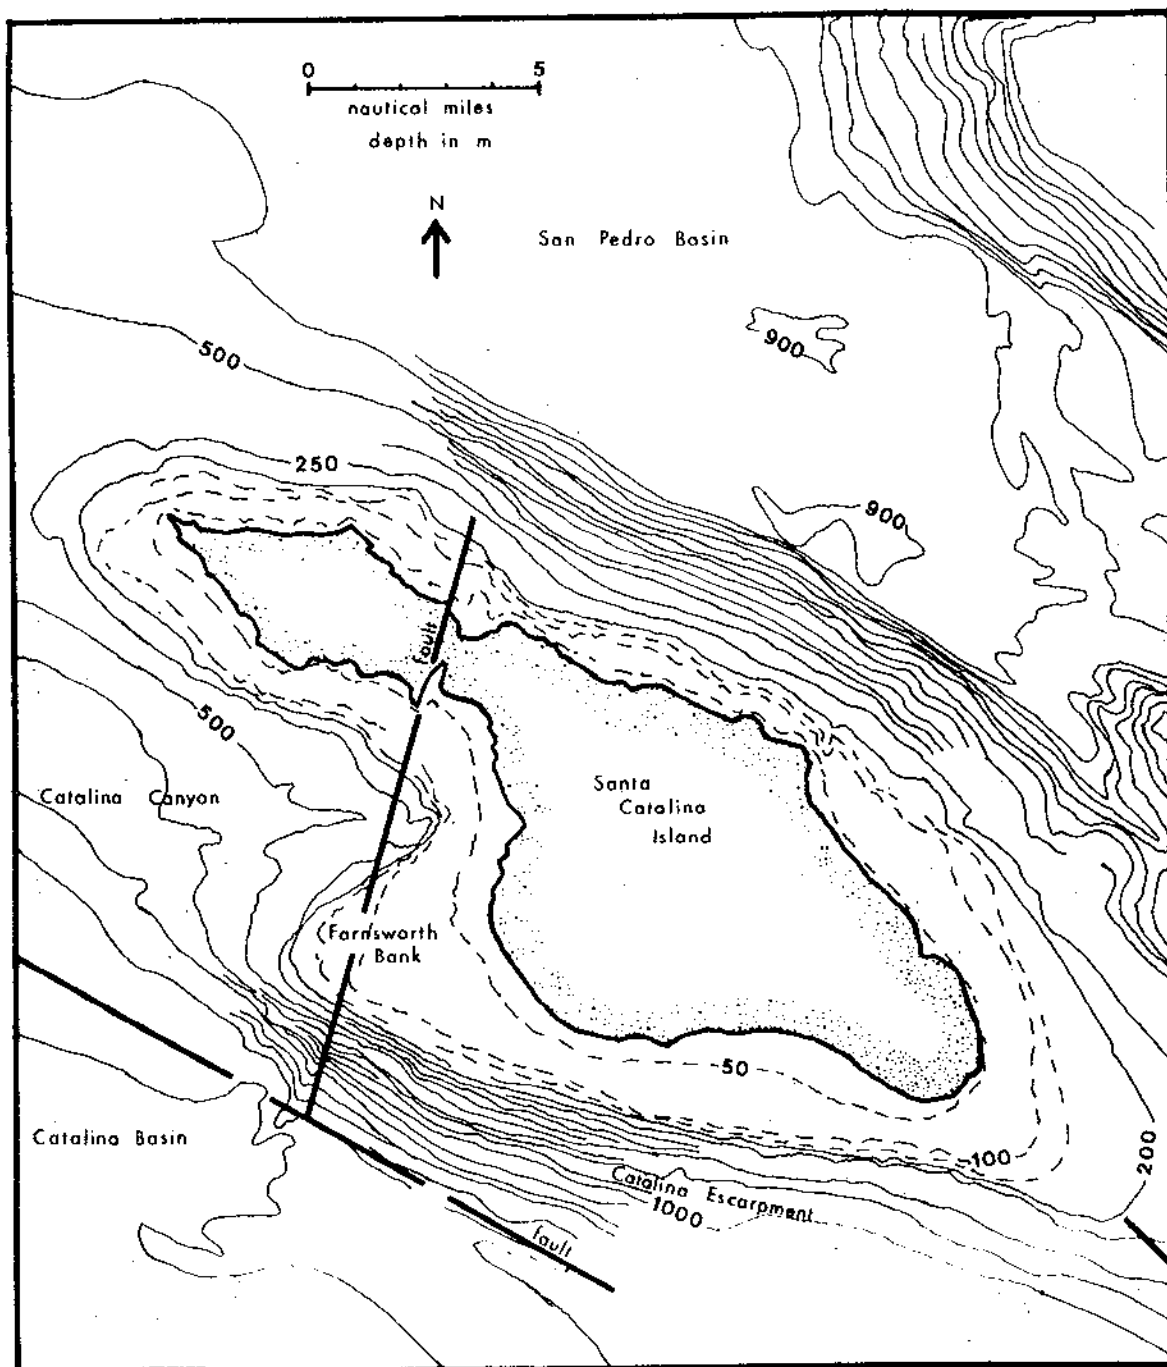 0 5
nautical miles
depth in m
N
San Pedro Basin
900
500
250
900
fault
500
Catalina Canyon
Santa
Catalina
Island
Farnsworth
Bank
50
Catalina Basin
100
200
Catalina Escarpment
1000
fault